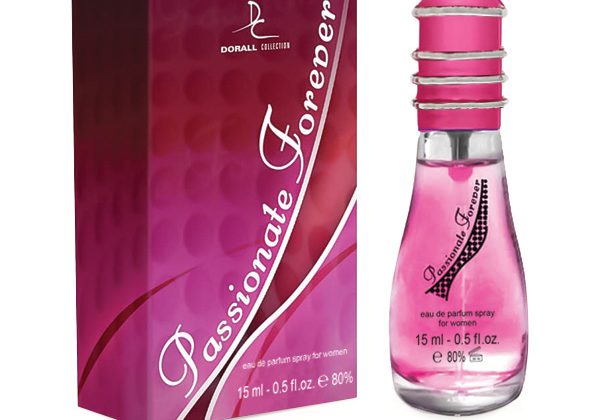 DC
DORALL COLLECTION
Passionate Forever
eau de parfum spray for women
15 ml - 0.5 fl.oz. e 80%
Passionate Forever
eau de parfum spray
for women
15 ml - 0.5 fl.oz.
e 80%